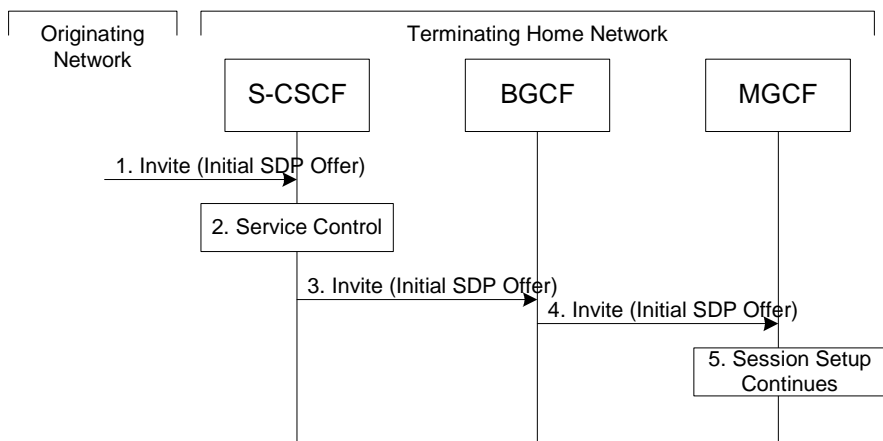 Originating
Network
Terminating Home Network
S-CSCF
BGCF
MGCF
1. Invite (Initial SDP Offer)
2. Service Control
3. Invite (Initial SDP Offer)
4. Invite (Initial SDP Offer)
5. Session Setup
Continues